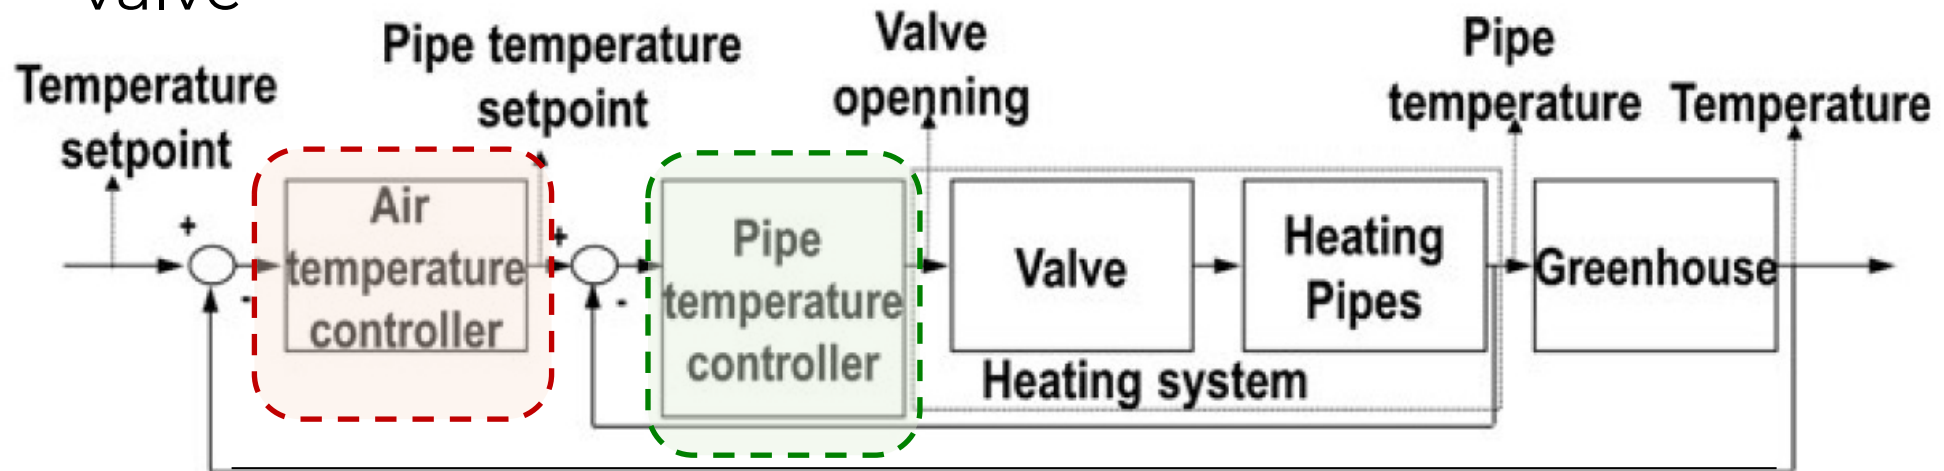 valve
Temperature
setpoint
Pipe temperature
setpoint
Valve
openning
Pipe
temperature
Temperature
+
-
Air
temperature
controller
+
-
Pipe
temperature
controller
Valve
Heating
Pipes
Greenhouse
Heating system